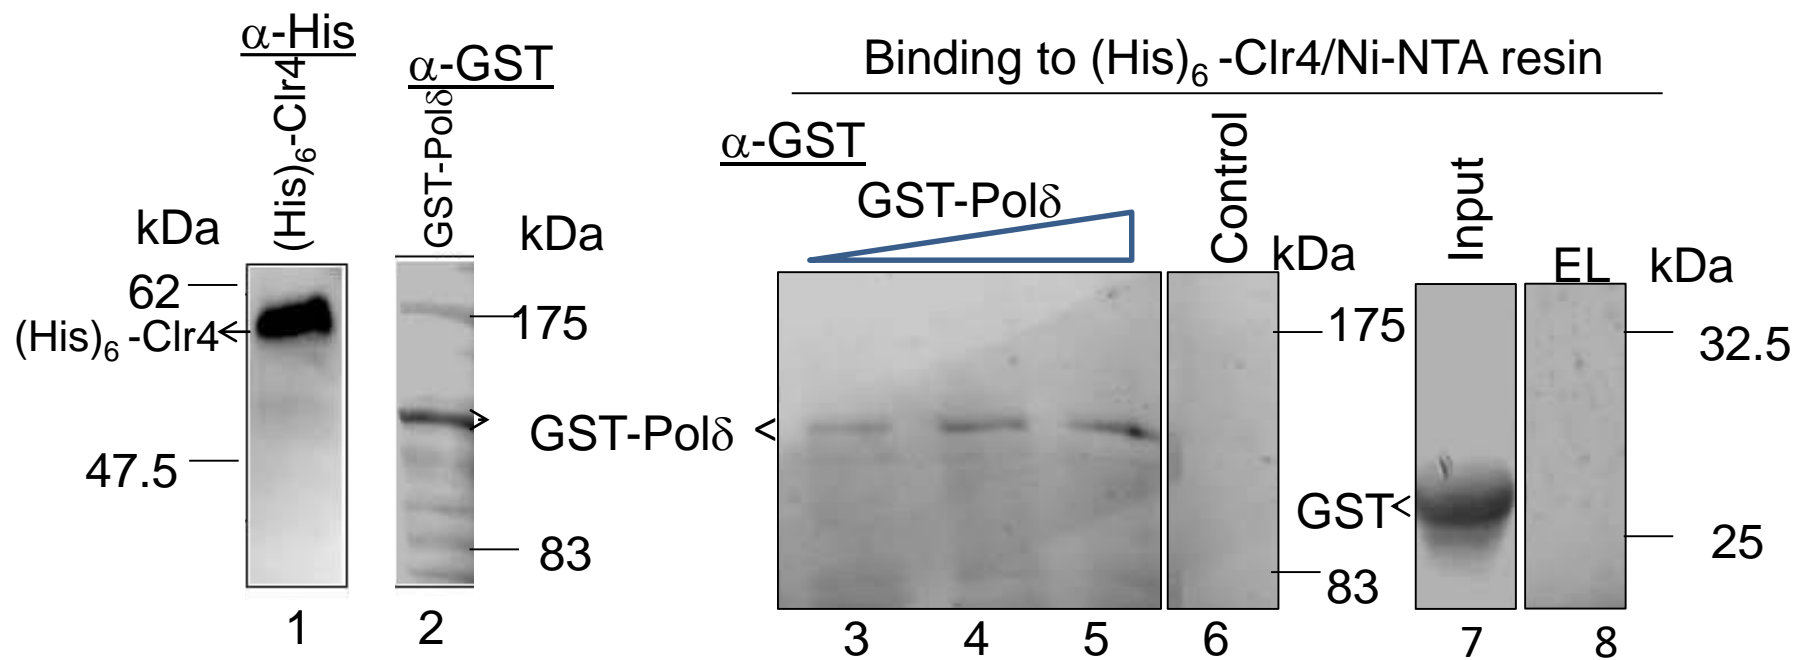 α-His
(His)6-Clr4
kDa
62
(His)6 -Clr4
47.5
1
α-GST
GST-Polδ
kDa
175
83
2
Binding to (His)6 -Clr4/Ni-NTA resin
α-GST
GST-Polδ
Control
kDa
GST-Polδ <
175
83
3 4 5 6
Input
EL
kDa
32.5
GST<
25
7 8